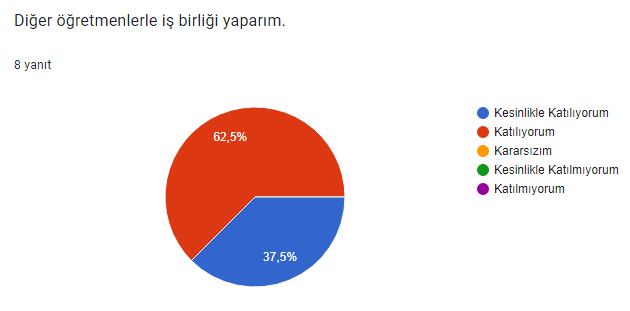 Diğer öğretmenlerle iş birliği yaparım.
8 yanıt
62,5%
37,5%
Kesinlikle Katılıyorum
Katılıyorum
Kararsızım
Kesinlikle Katılmıyorum
Katılmıyorum